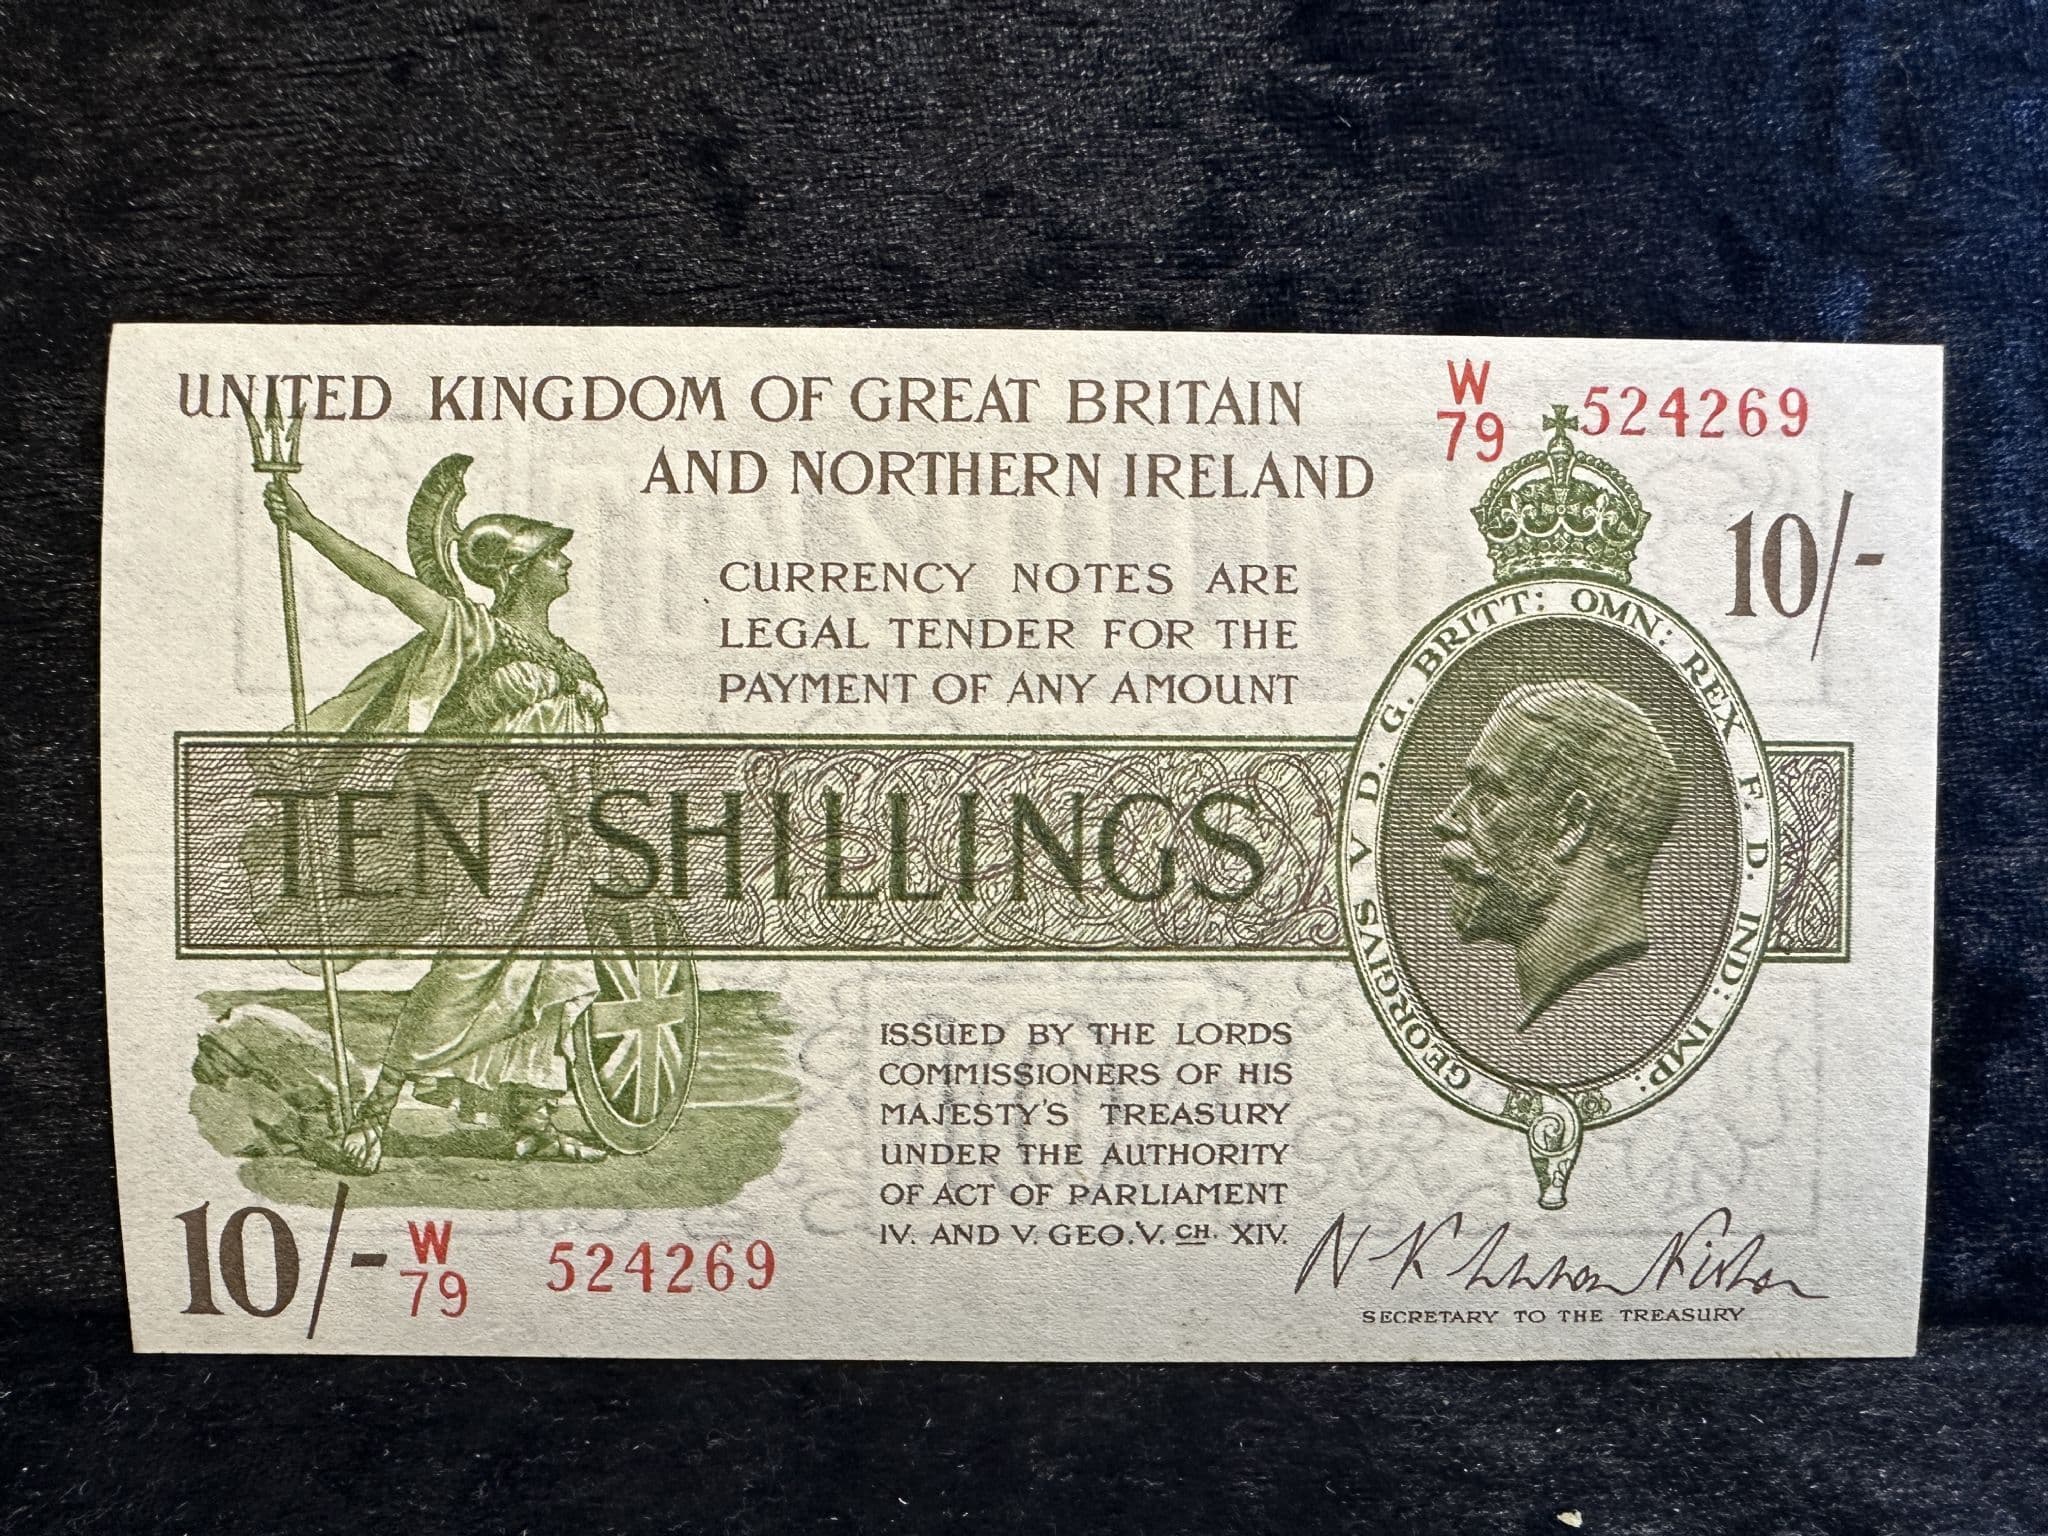 UNITED KINGDOM OF GREAT BRITAIN
AND NORTHERN IRELAND
W
79 524269
10/-
CURRENCY NOTES ARE
LEGAL TENDER FOR THE
PAYMENT OF ANY AMOUNT
TEN SHILLINGS
GEORGIVS V D. G. BRITT: OMN: REX F. D. IND: IMP:
ISSUED BY THE LORDS
COMMISSIONERS OF HIS
MAJESTY'S TREASURY
UNDER THE AUTHORITY
OF ACT OF PARLIAMENT
IV. AND V. GEO. V. CH. XIV.
10/-
W
79 524269
N K Warren Fisher
SECRETARY TO THE TREASURY